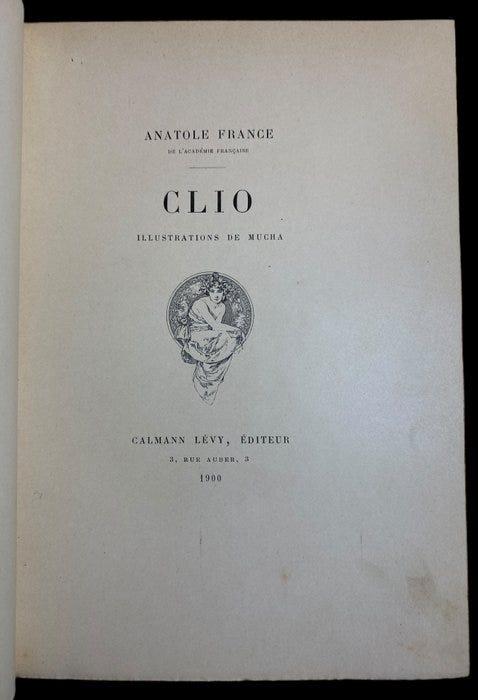 ANATOLE FRANCE
DE L'ACADÉMIE FRANÇAISE
CLIO
ILLUSTRATIONS DE MUCHA
CALMANN LÉVY, ÉDITEUR
3, RUE AUBER, 3
1900